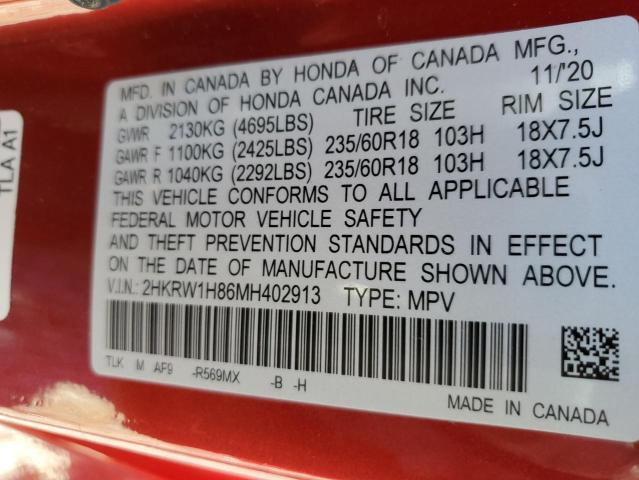 MFD. IN CANADA BY HONDA OF CANADA MFG.,
A DIVISION OF HONDA CANADA INC. 11/'20
GVWR 2130KG (4695LBS) TIRE SIZE RIM SIZE
GAWR F 1100KG (2425LBS) 235/60R18 103H 18X7.5J
GAWR R 1040KG (2292LBS) 235/60R18 103H 18X7.5J
THIS VEHICLE CONFORMS TO ALL APPLICABLE
FEDERAL MOTOR VEHICLE SAFETY
AND THEFT PREVENTION STANDARDS IN EFFECT
ON THE DATE OF MANUFACTURE SHOWN ABOVE.
V.I.N.: 2HKRW1H86MH402913 TYPE: MPV
TLK M AF9 -R569MX -B -H
MADE IN CANADA
TLA A1